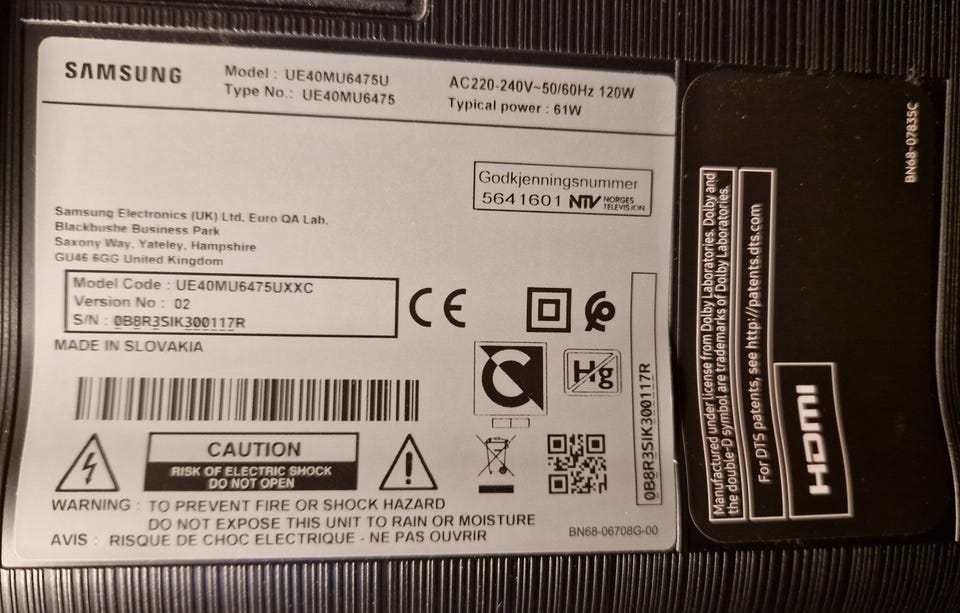 SAMSUNG
Model : UE40MU6475U
Type No.: UE40MU6475
AC220-240V~50/60Hz 120W
Typical power : 61W
Godkjenningsnummer
5641601 NTV NORGES TELEVISJON
Samsung Electronics (UK) Ltd, Euro QA Lab.
Blackbushe Business Park
Saxony Way, Yateley, Hampshire
GU46 6GG United Kingdom
Model Code : UE40MU6475UXXC
Version No : 02
S/N : 0B8R3SIK300117R
MADE IN SLOVAKIA
CE
Hg
0B8R3SIK300117R
CAUTION
RISK OF ELECTRIC SHOCK
DO NOT OPEN
WARNING : TO PREVENT FIRE OR SHOCK HAZARD
DO NOT EXPOSE THIS UNIT TO RAIN OR MOISTURE
AVIS : RISQUE DE CHOC ELECTRIQUE - NE PAS OUVRIR
BN68-06708G-00
Manufactured under license from Dolby Laboratories. Dolby and
the double-D symbol are trademarks of Dolby Laboratories.
For DTS patents, see http://patents.dts.com
HDMI
BN68-07835C